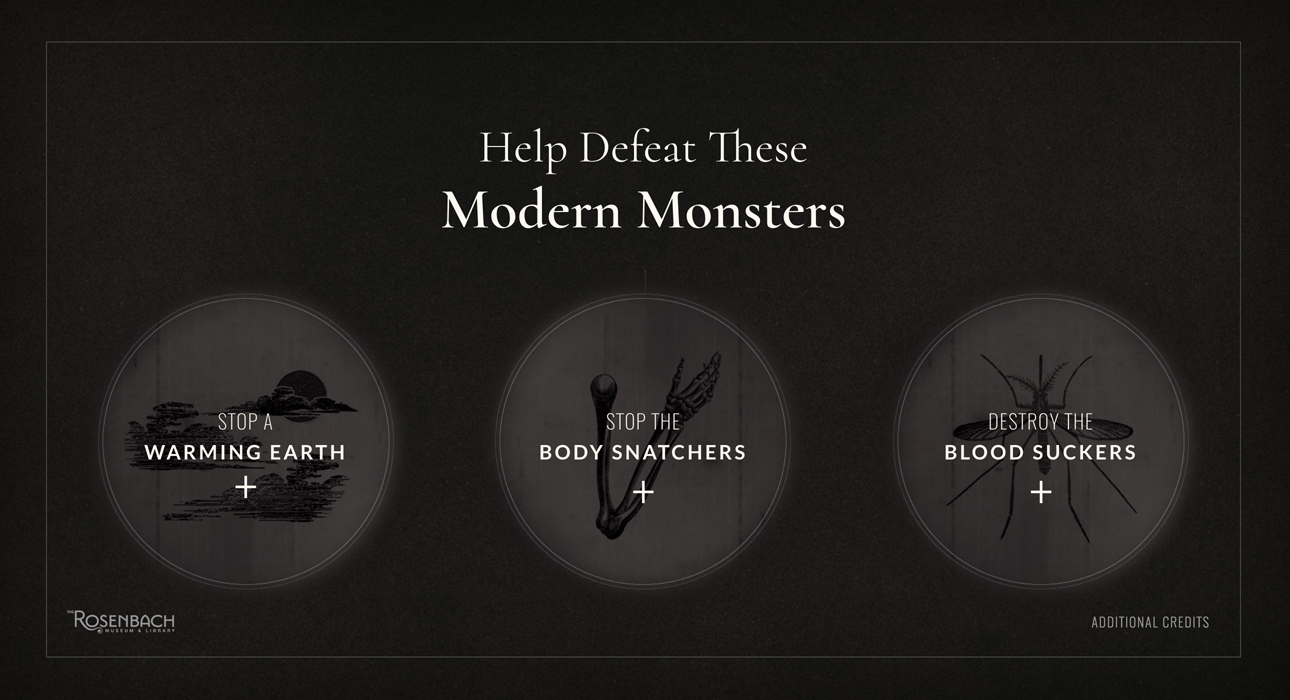 Help Defeat These
Modern Monsters
STOP A
WARMING EARTH
+
STOP THE
BODY SNATCHERS
+
DESTROY THE
BLOOD SUCKERS
+
THE ROSENBACH
MUSEUM & LIBRARY
ADDITIONAL CREDITS